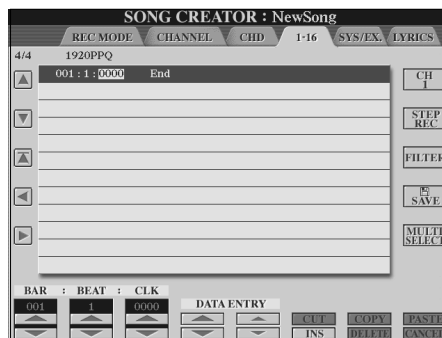 SONG CREATOR : NewSong
REC MODE CHANNEL CHD 1-16 SYS/EX. LYRICS
4/4 1920PPQ
001 : 1 : 0000 End
CH
1
STEP
REC
FILTER
SAVE
MULTI
SELECT
BAR : BEAT : CLK
DATA ENTRY
001 1 0000
CUT COPY PASTE
INS DELETE CANCEL